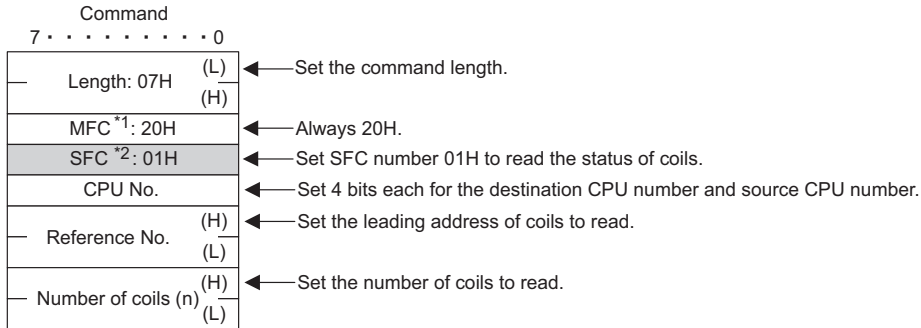 Command
7 · · · · · · · · · 0
Length: 07H (L)
(H)
Set the command length.
MFC *1: 20H
Always 20H.
SFC *2: 01H
Set SFC number 01H to read the status of coils.
CPU No.
Set 4 bits each for the destination CPU number and source CPU number.
Reference No. (H)
(L)
Set the leading address of coils to read.
Number of coils (n) (H)
(L)
Set the number of coils to read.